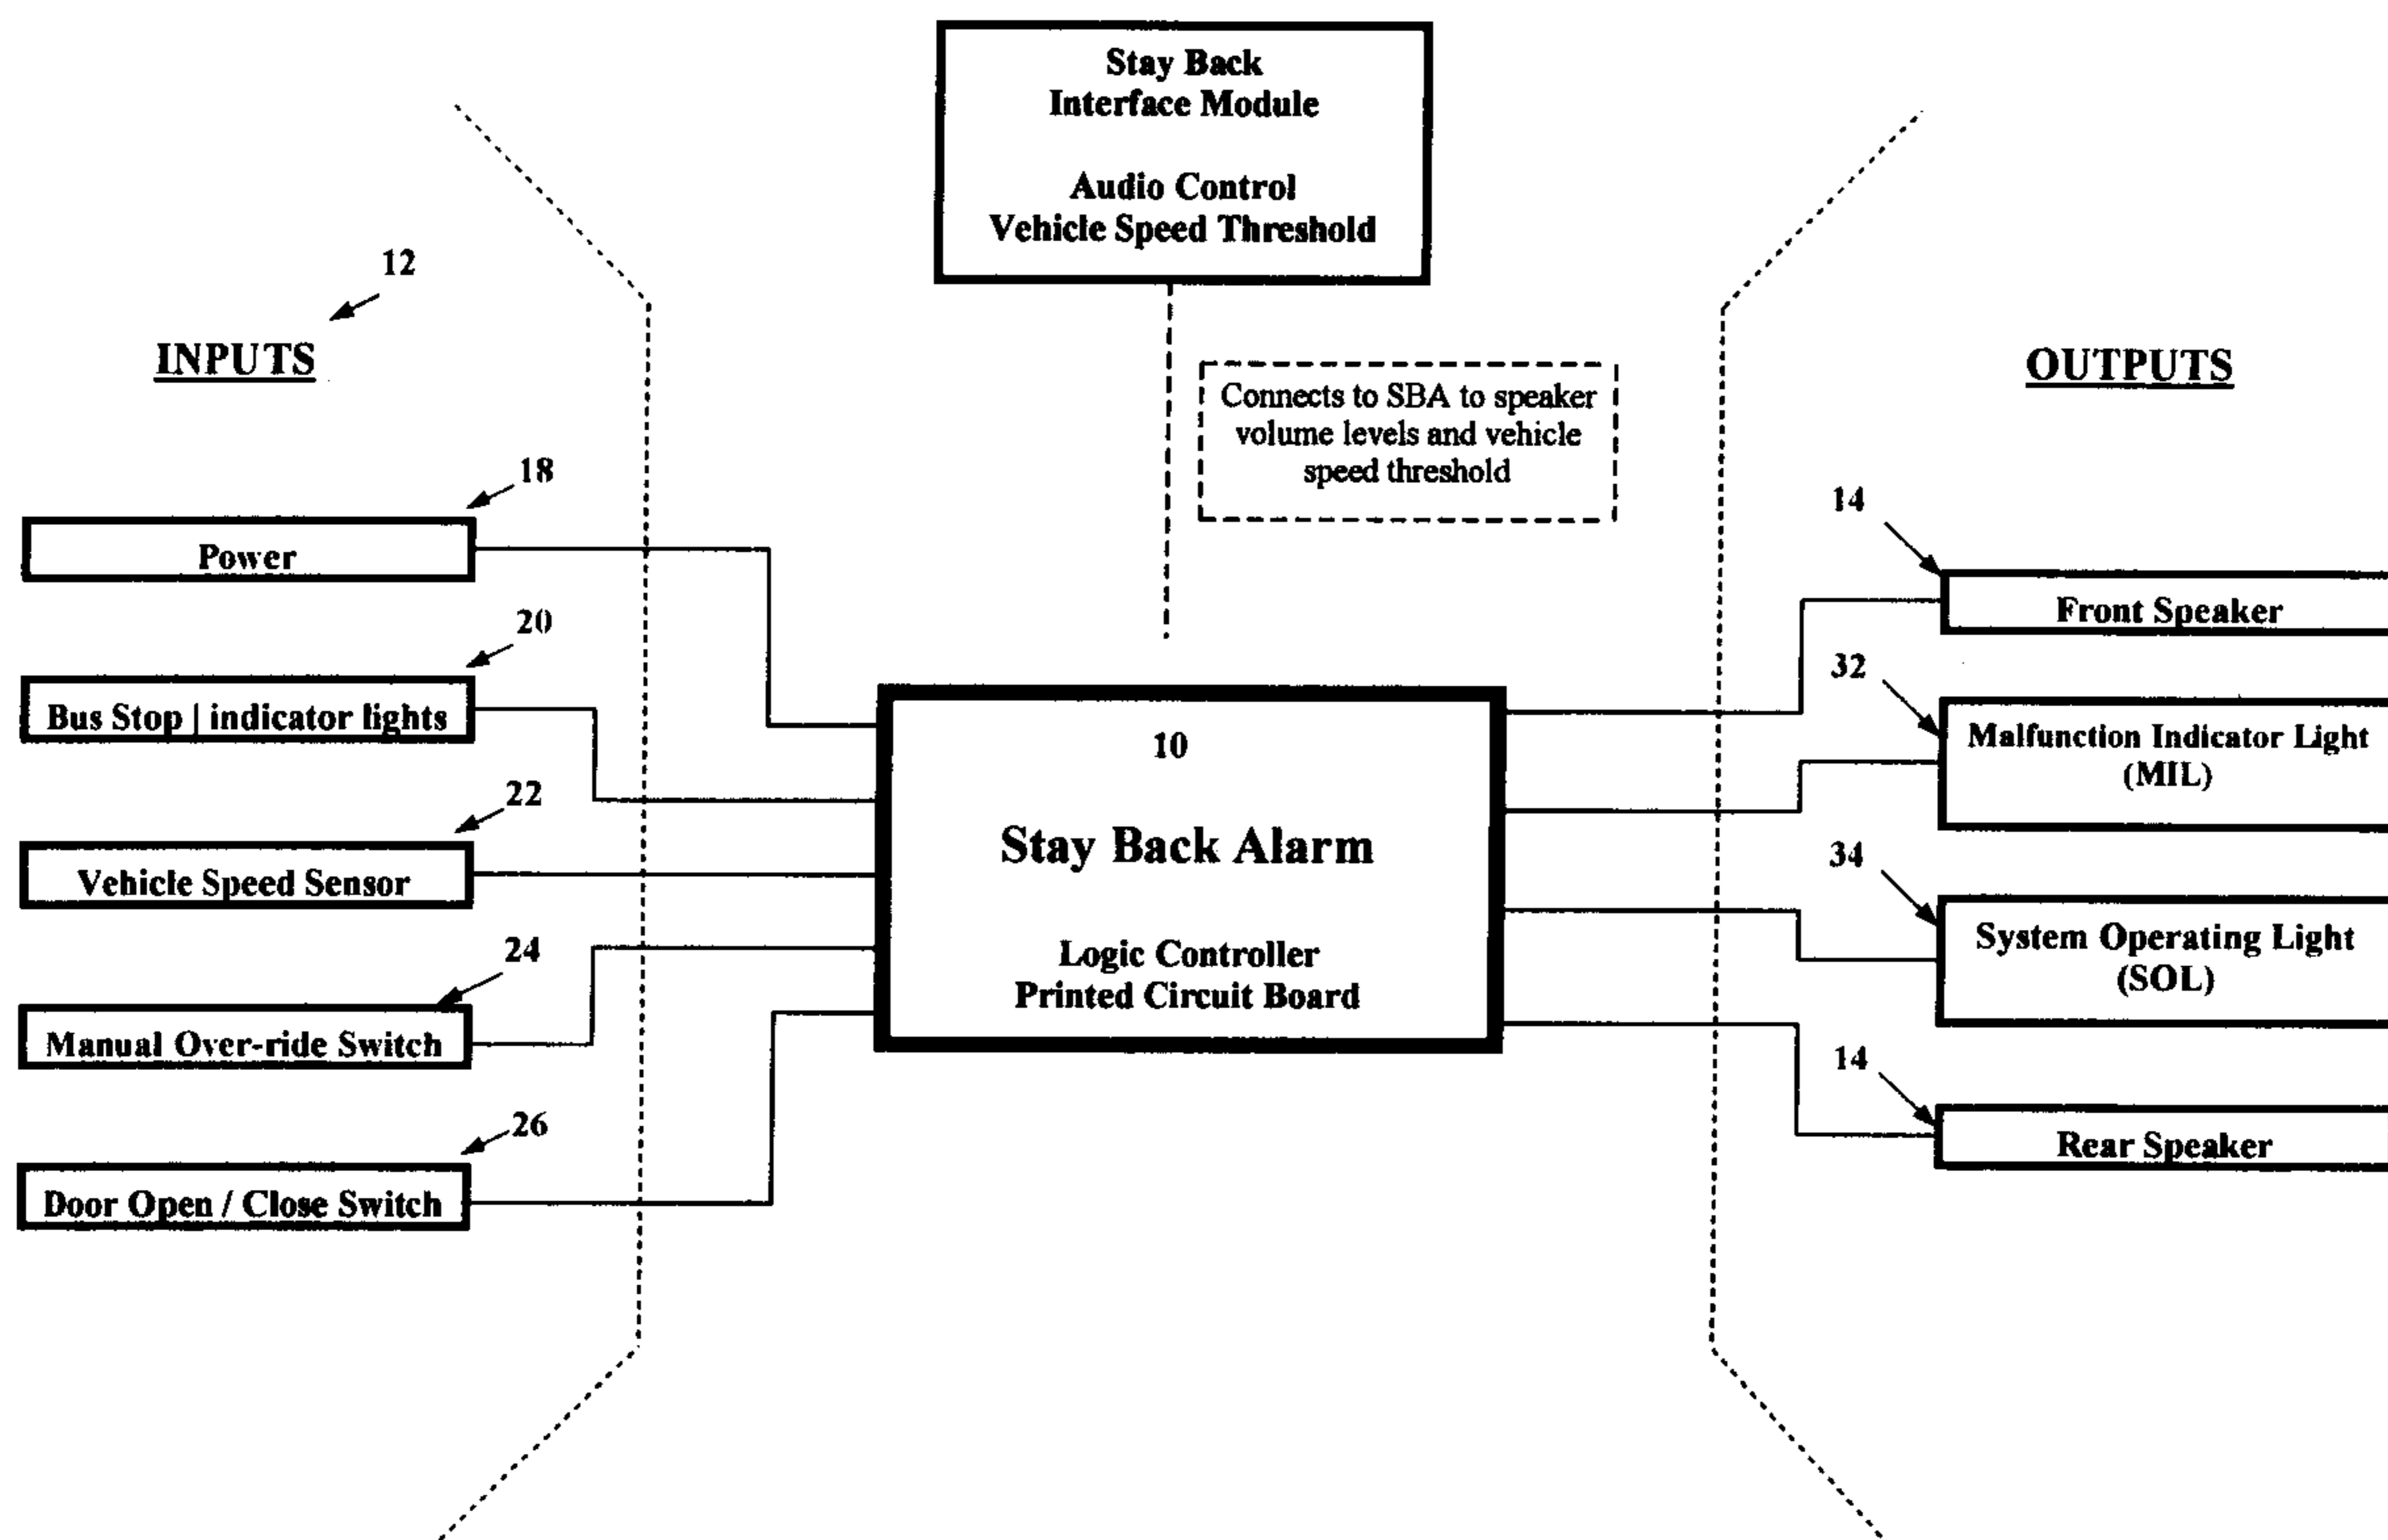 Stay Back
Interface Module
Audio Control
Vehicle Speed Threshold
12
INPUTS
OUTPUTS
Connects to SBA to speaker
volume levels and vehicle
speed threshold
18
Power
20
Bus Stop | indicator lights
22
Vehicle Speed Sensor
24
Manual Over-ride Switch
26
Door Open / Close Switch
10
Stay Back Alarm
Logic Controller
Printed Circuit Board
14
Front Speaker
32
Malfunction Indicator Light
(MIL)
34
System Operating Light
(SOL)
14
Rear Speaker